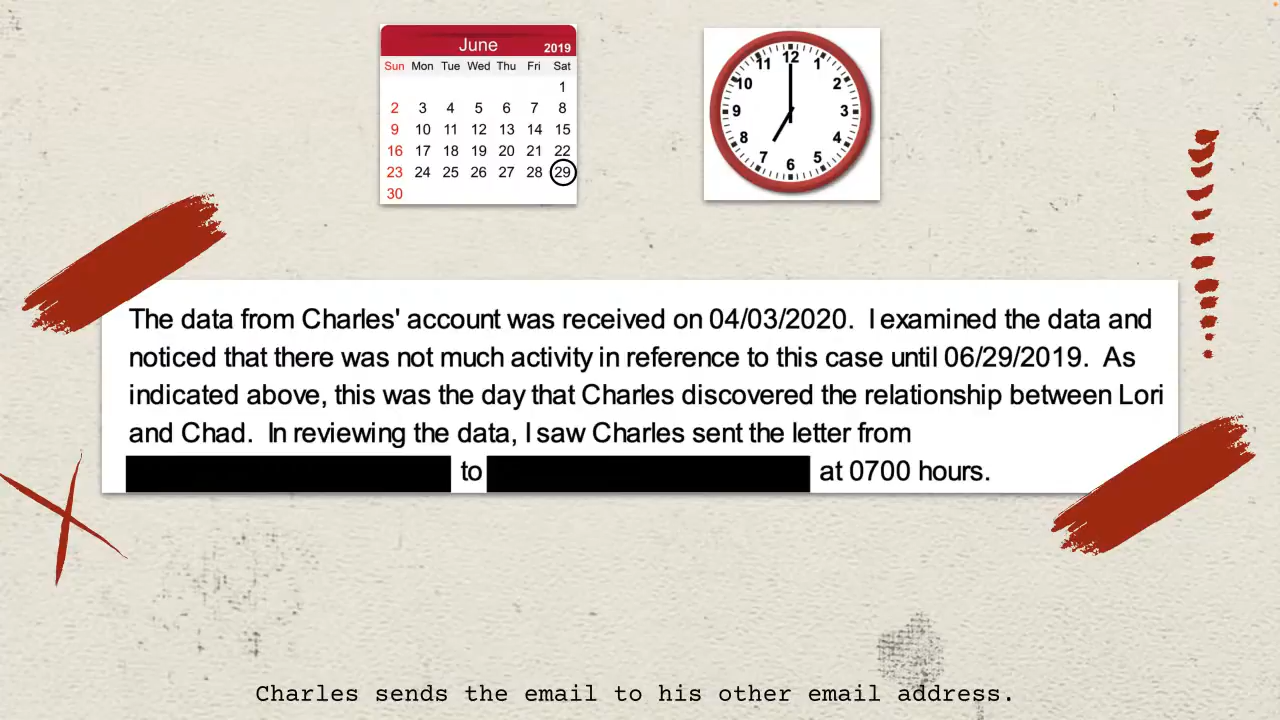 June 2019
Sun Mon Tue Wed Thu Fri Sat
1
2 3 4 5 6 7 8
9 10 11 12 13 14 15
16 17 18 19 20 21 22
23 24 25 26 27 28 29
30
12 1 2 3 4 5 6 7 8 9 10 11
The data from Charles' account was received on 04/03/2020. I examined the data and
noticed that there was not much activity in reference to this case until 06/29/2019. As
indicated above, this was the day that Charles discovered the relationship between Lori
and Chad. In reviewing the data, I saw Charles sent the letter from
to at 0700 hours.
Charles sends the email to his other email address.